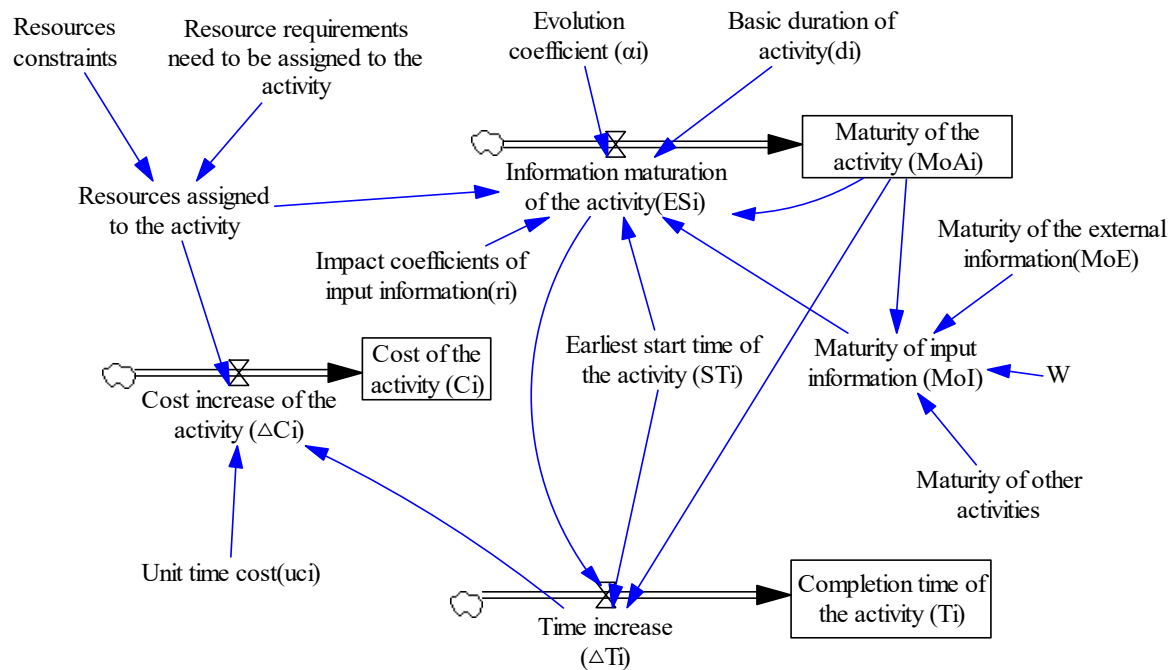 Resources
constraints
Resource requirements
need to be assigned to the
activity
Evolution
coefficient (αi)
Basic duration of
activity(di)
Maturity of the
activity (MoAi)
Information maturation
of the activity(ESi)
Resources assigned
to the activity
Impact coefficients of
input information(ri)
Maturity of the external
information(MoE)
Earliest start time of
the activity (STi)
Maturity of input
information (MoI)
W
Cost of the
activity (Ci)
Cost increase of the
activity (△Ci)
Maturity of other
activities
Unit time cost(uci)
Completion time of
the activity (Ti)
Time increase
(△Ti)